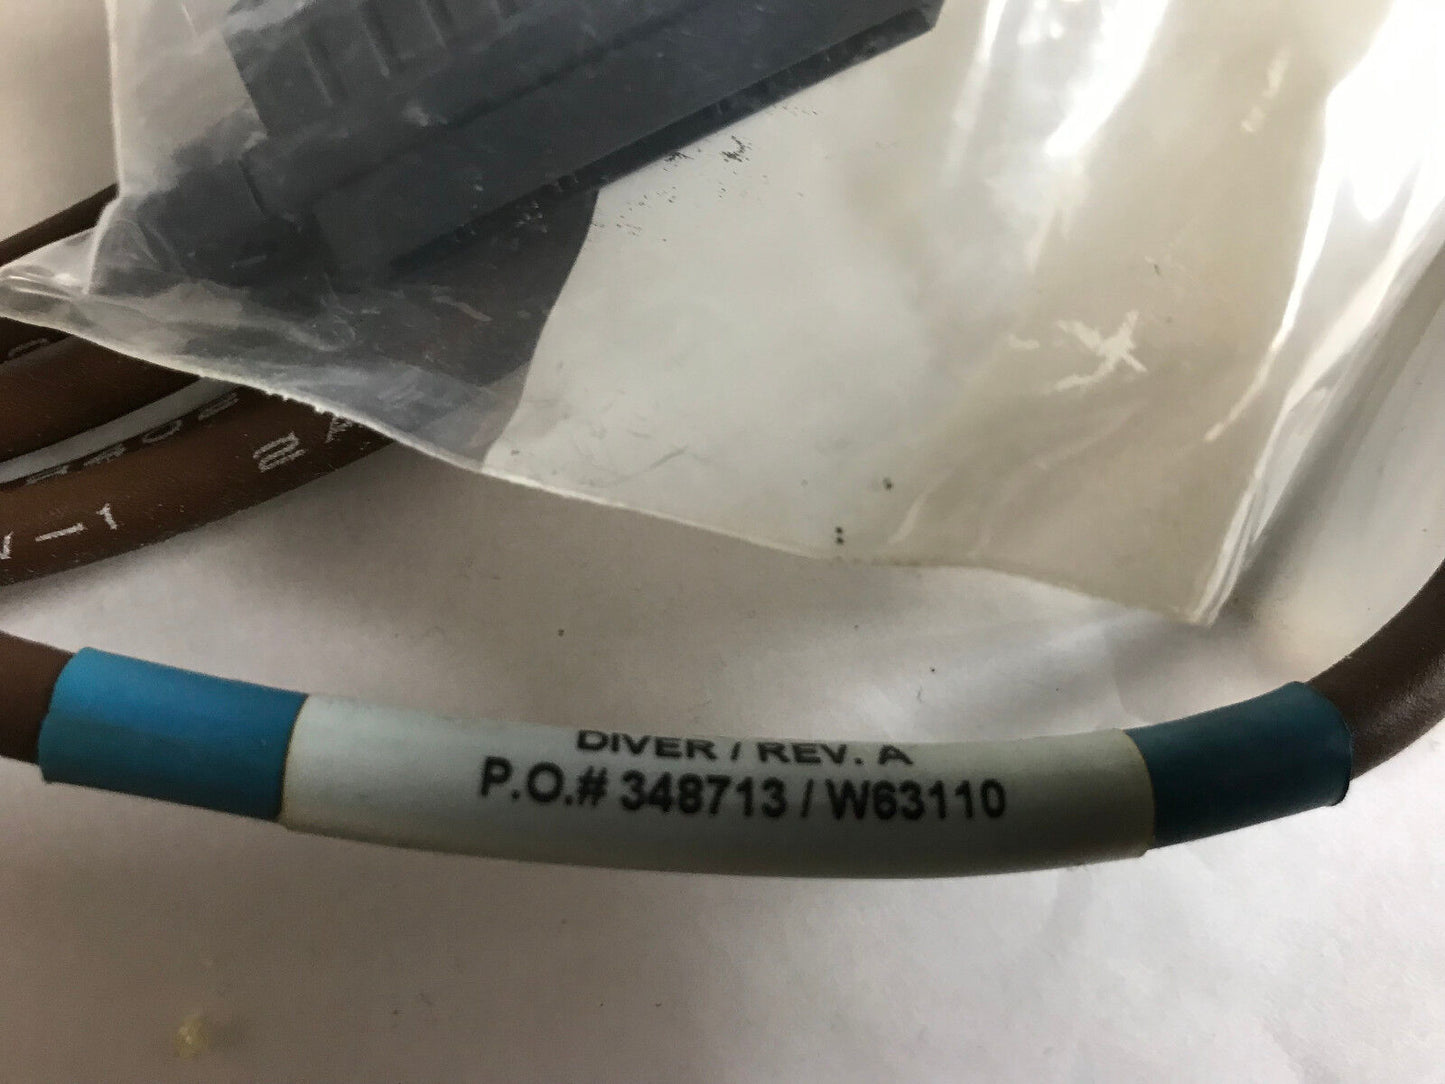 DIVER / REV. A
P.O.# 348713 / W63110